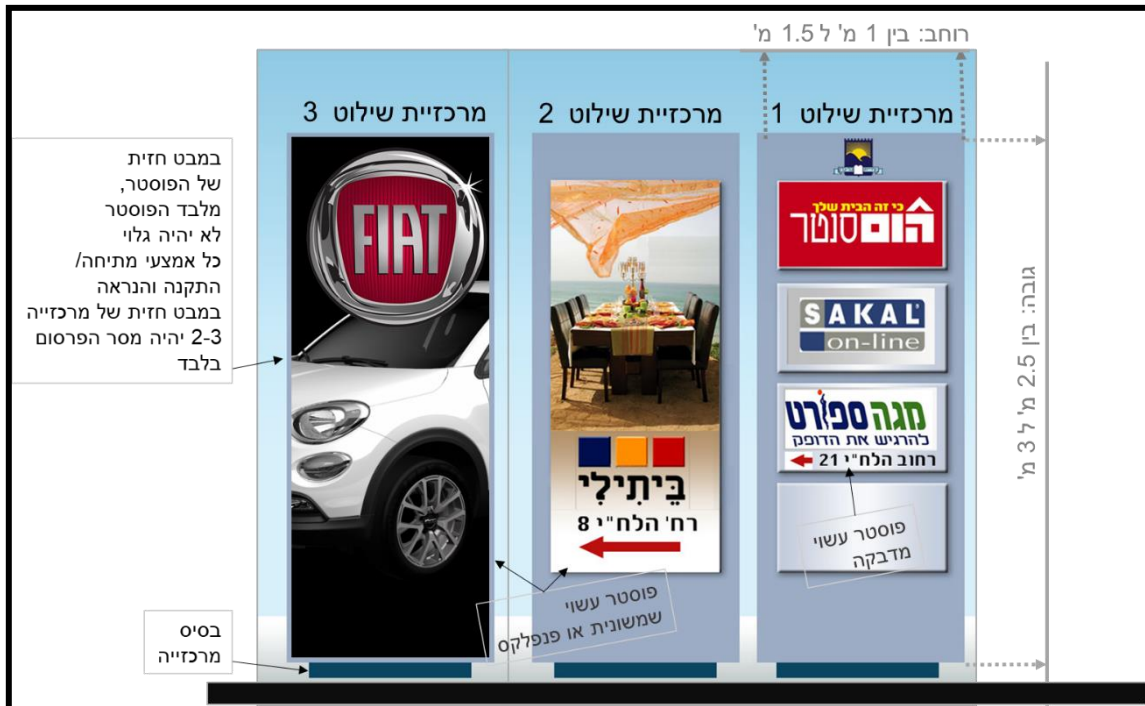 רוחב: בין 1 מ' ל 1.5 מ'
מרכזיית שילוט 1
כי זה הבית שלך
הום סנטר
SAKAL®
on-line
מגה ספורט
להרגיש את הדופק
רחוב הלח"י 21
פוסטר עשוי
מדבקה
גובה: בין 2.5 מ' ל 3 מ'
מרכזיית שילוט 2
בֵּיתִילִי
רח' הלח"י 8
פוסטר עשוי
שמשונית או פנפלקס
מרכזיית שילוט 3
FIAT
במבט חזית
של הפוסטר,
מלבד הפוסטר
לא יהיה גלוי
כל אמצעי מתיחה/
התקנה והנראה
במבט חזית של מרכזייה
2-3 יהיה מסר הפרסום
בלבד
בסיס
מרכזייה